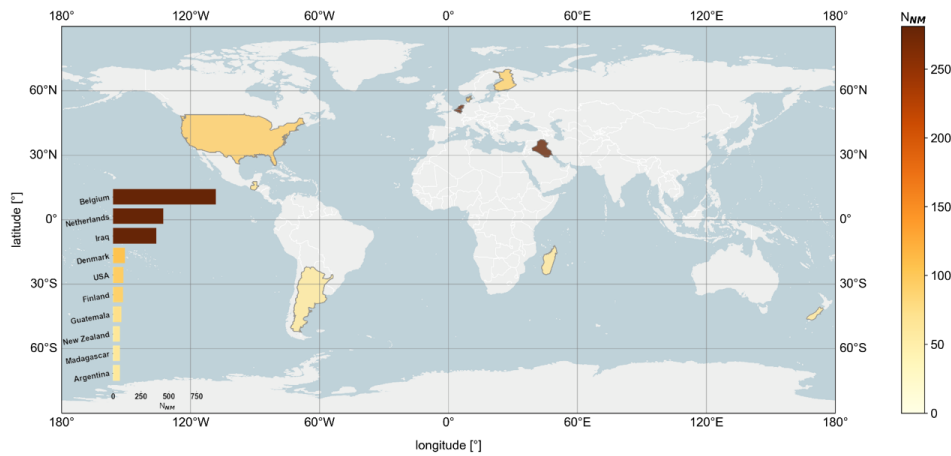 180° 120°W 60°W 0° 60°E 120°E 180°
N_NM
60°N 60°N
30°N 30°N
0° 0°
30°S 30°S
60°S 60°S
latitude [°]
Belgium
Netherlands
Iraq
Denmark
USA
Finland
Guatemala
New Zealand
Madagascar
Argentina
0 250 500 750
N_NM
180° 120°W 60°W 0° 60°E 120°E 180°
longitude [°]
250
200
150
100
50
0